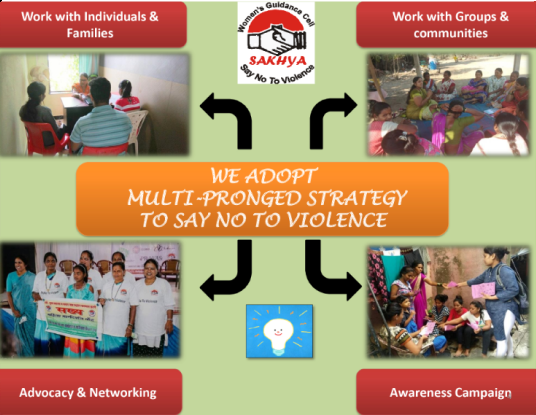 Work with Individuals &
Families
Women's Guidance Cell
SAKHYA
Say No To Violence
Work with Groups &
communities
WE ADOPT
MULTI-PRONGED STRATEGY
TO SAY NO TO VIOLENCE
Advocacy & Networking
Awareness Campaign